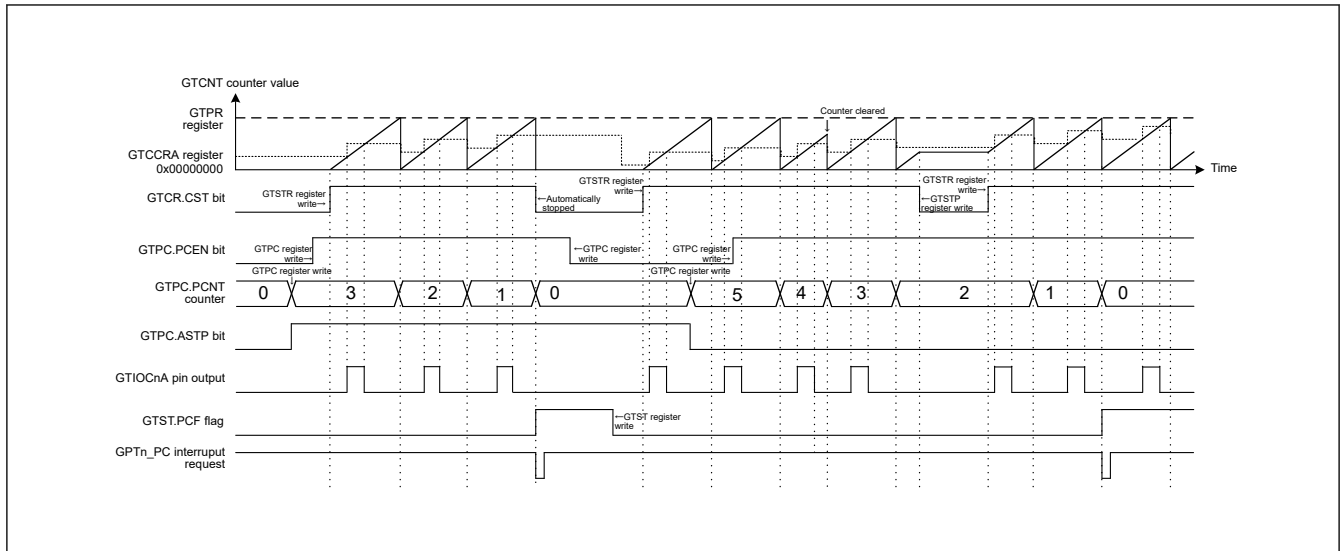 GTCNT counter value
GTPR
register
Counter cleared
GTCCRA register
0x00000000
Time
GTCR.CST bit
GTSTR register
write→
←Automatically
stopped
GTSTR register
write→
←GTSTP
register write
GTSTR register
write→
GTPC.PCEN bit
GTPC register
write→
←GTPC register
write
GTPC register
write→
GTPC register write
GTPC register write
GTPC.PCNT
counter
0 3 2 1 0 5 4 3 2 1 0
GTPC.ASTP bit
GTIOCnA pin output
GTST.PCF flag
←GTST register
write
GPTn_PC interruput
request